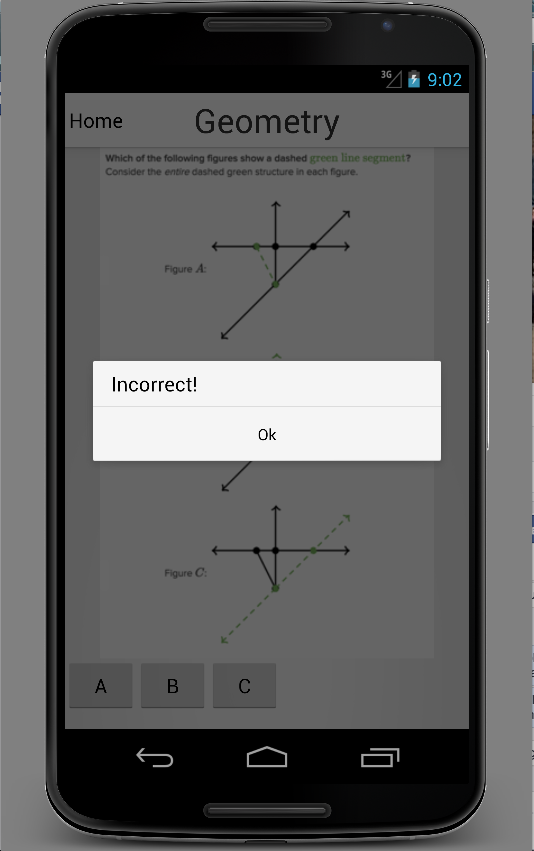 3G 9:02
Home Geometry
Which of the following figures show a dashed green line segment?
Consider the entire dashed green structure in each figure.
Figure A:
Incorrect!
Ok
Figure C:
A B C